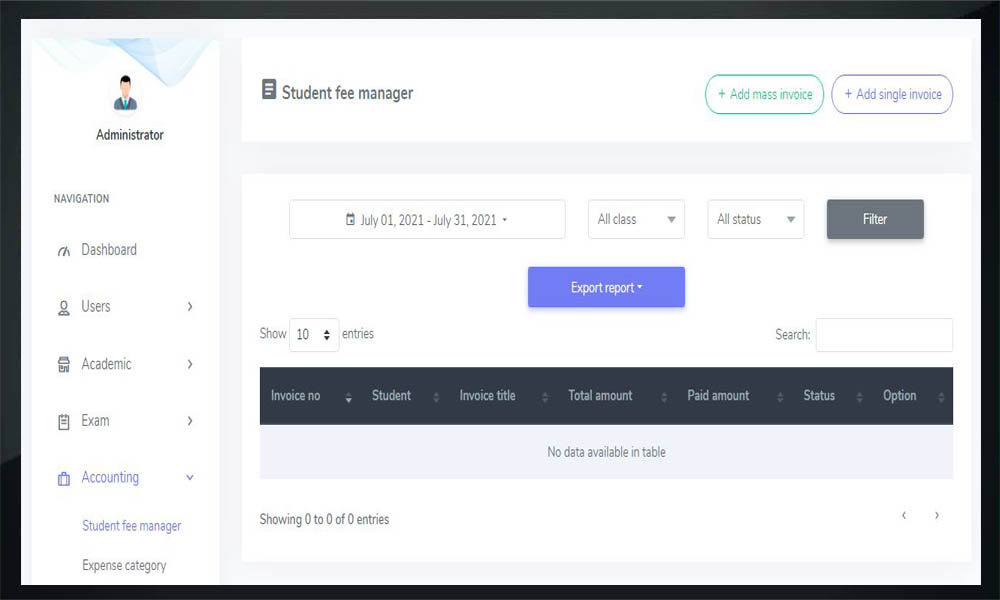 Administrator
NAVIGATION
Dashboard
Users
Academic
Exam
Accounting
Student fee manager
Expense category
Student fee manager
+ Add mass invoice
+ Add single invoice
July 01, 2021 - July 31, 2021
All class
All status
Filter
Export report
Show 10 entries
Search:
Invoice no Student Invoice title Total amount Paid amount Status Option
No data available in table
Showing 0 to 0 of 0 entries